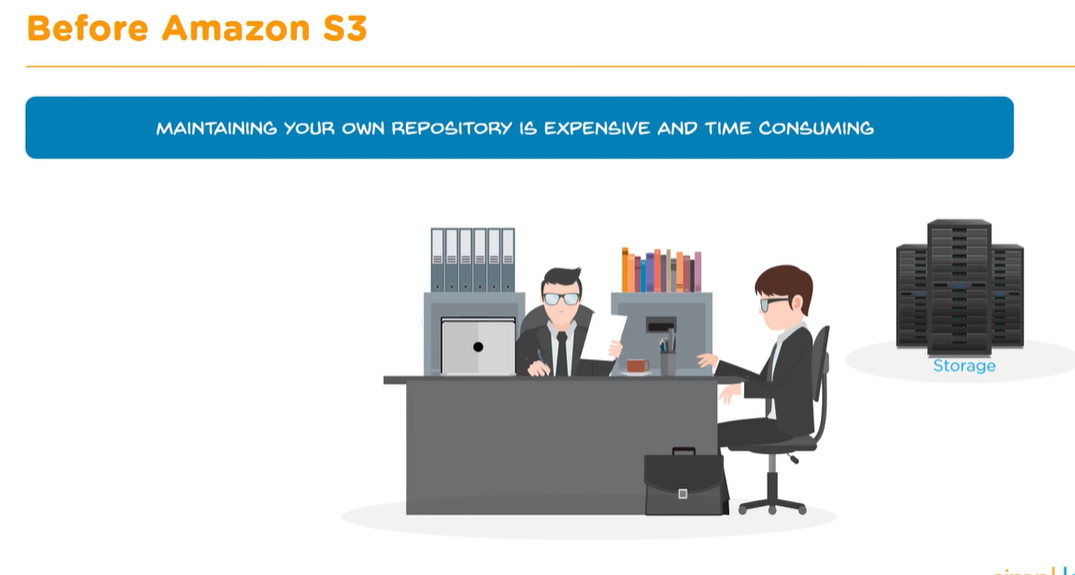 Before Amazon S3
MAINTAINING YOUR OWN REPOSITORY IS EXPENSIVE AND TIME CONSUMING
Storage